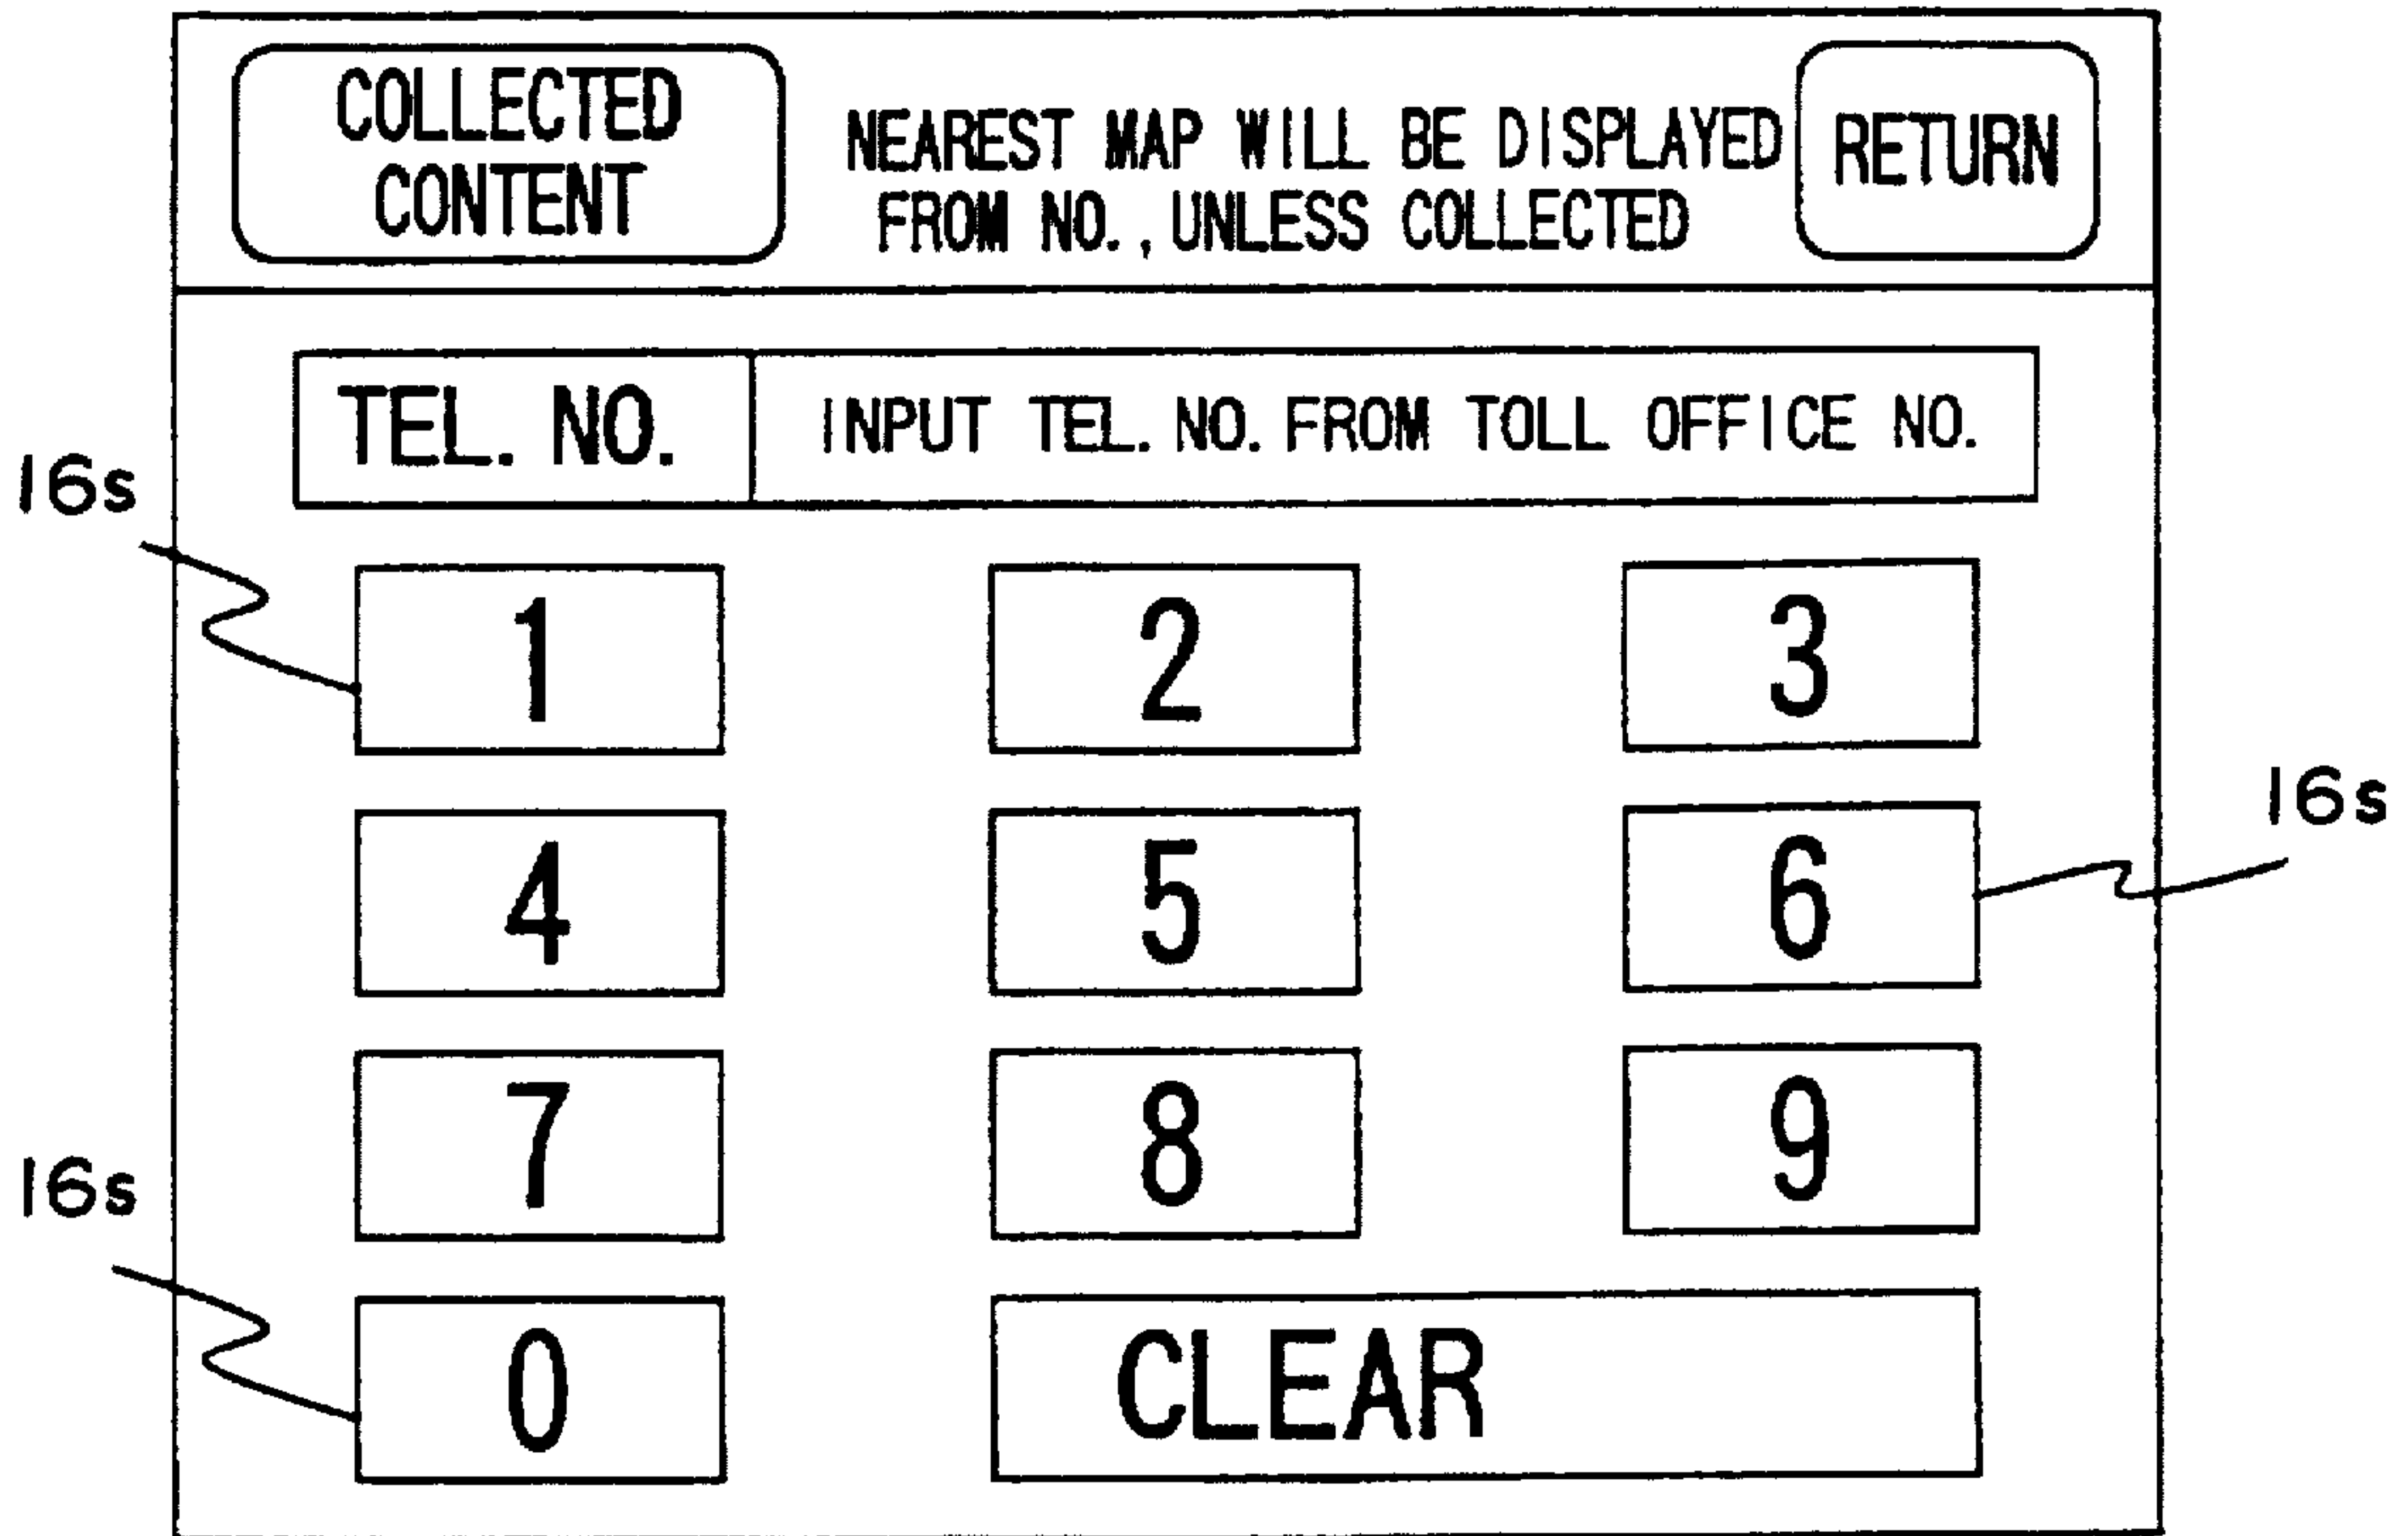 COLLECTED
CONTENT
NEAREST MAP WILL BE DISPLAYED
FROM NO., UNLESS COLLECTED
RETURN
TEL. NO.
INPUT TEL. NO. FROM TOLL OFFICE NO.
16s
1
2
3
16s
4
5
6
7
8
9
16s
0
CLEAR